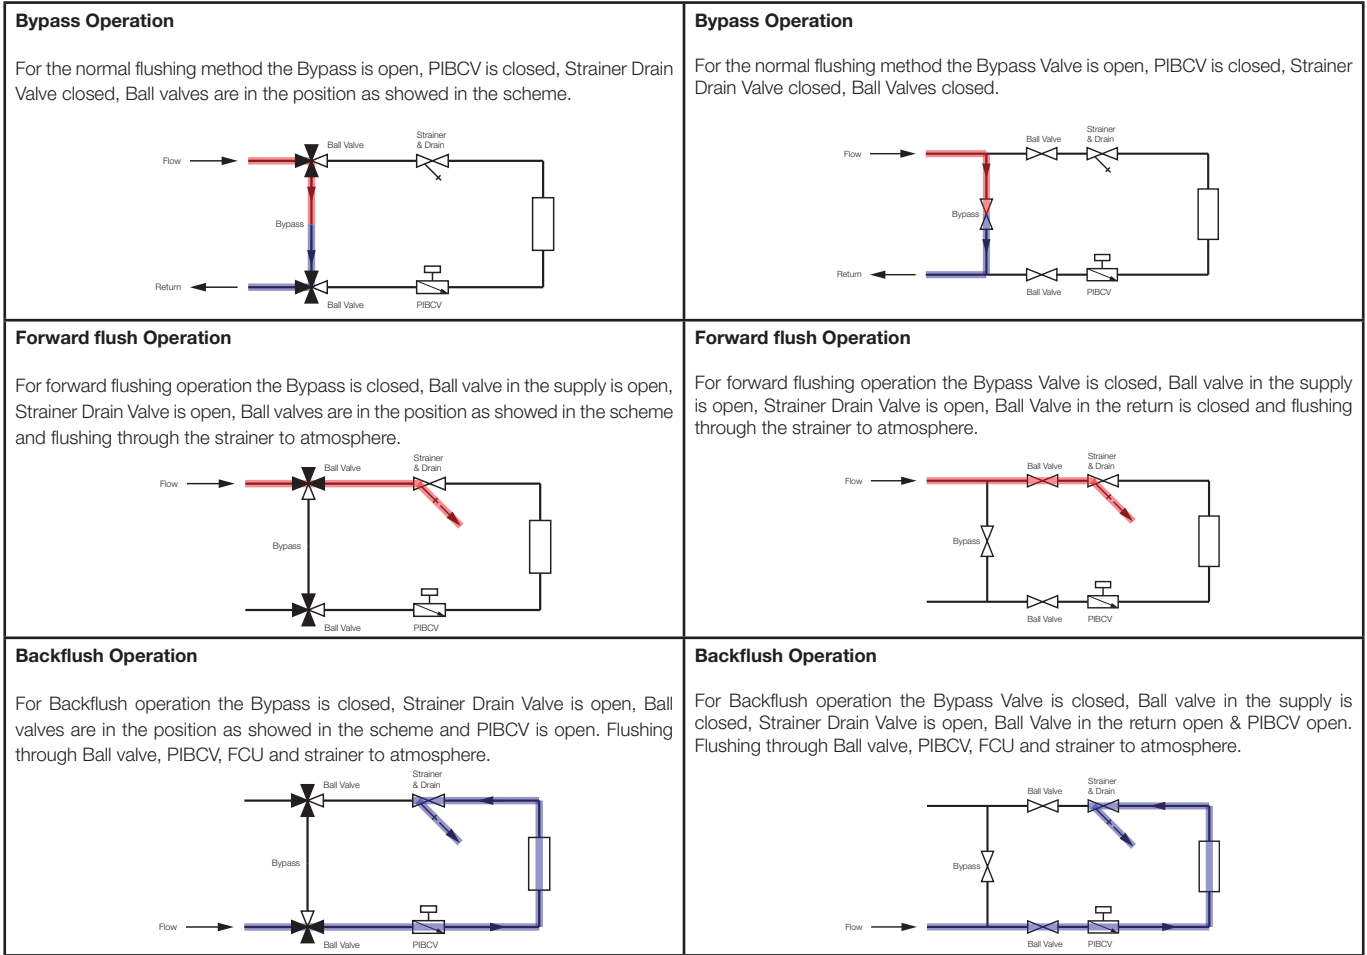 Bypass Operation
For the normal flushing method the Bypass is open, PIBCV is closed, Strainer Drain
Valve closed, Ball valves are in the position as showed in the scheme.
Strainer
& Drain
Ball Valve
Flow
Bypass
Return
Ball Valve
PIBCV
Bypass Operation
For the normal flushing method the Bypass Valve is open, PIBCV is closed, Strainer
Drain Valve closed, Ball Valves closed.
Strainer
& Drain
Ball Valve
Flow
Bypass
Return
Ball Valve
PIBCV
Forward flush Operation
For forward flushing operation the Bypass is closed, Ball valve in the supply is open,
Strainer Drain Valve is open, Ball valves are in the position as showed in the scheme
and flushing through the strainer to atmosphere.
Strainer
& Drain
Ball Valve
Flow
Bypass
Ball Valve
PIBCV
Forward flush Operation
For forward flushing operation the Bypass Valve is closed, Ball valve in the supply
is open, Strainer Drain Valve is open, Ball Valve in the return is closed and flushing
through the strainer to atmosphere.
Strainer
& Drain
Ball Valve
Flow
Bypass
Ball Valve
PIBCV
Backflush Operation
For Backflush operation the Bypass is closed, Strainer Drain Valve is open, Ball
valves are in the position as showed in the scheme and PIBCV is open. Flushing
through Ball valve, PIBCV, FCU and strainer to atmosphere.
Strainer
& Drain
Ball Valve
Bypass
Flow
Ball Valve
PIBCV
Backflush Operation
For Backflush operation the Bypass Valve is closed, Ball valve in the supply is
closed, Strainer Drain Valve is open, Ball Valve in the return open & PIBCV open.
Flushing through Ball valve, PIBCV, FCU and strainer to atmosphere.
Strainer
& Drain
Ball Valve
Bypass
Flow
Ball Valve
PIBCV